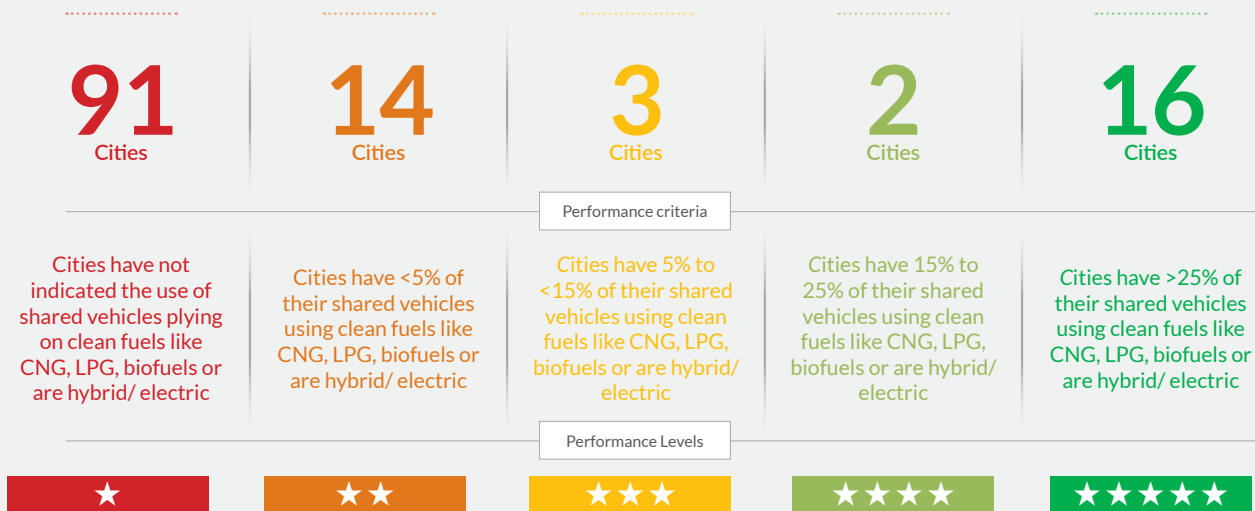 91
Cities
14
Cities
3
Cities
2
Cities
16
Cities
Performance criteria
Cities have not
indicated the use of
shared vehicles plying
on clean fuels like
CNG, LPG, biofuels or
are hybrid/ electric
Cities have <5% of
their shared vehicles
using clean fuels like
CNG, LPG, biofuels or
are hybrid/ electric
Cities have 5% to
<15% of their shared
vehicles using clean
fuels like CNG, LPG,
biofuels or are hybrid/
electric
Cities have 15% to
25% of their shared
vehicles using clean
fuels like CNG, LPG,
biofuels or are hybrid/
electric
Cities have >25% of
their shared vehicles
using clean fuels like
CNG, LPG, biofuels or
are hybrid/ electric
Performance Levels